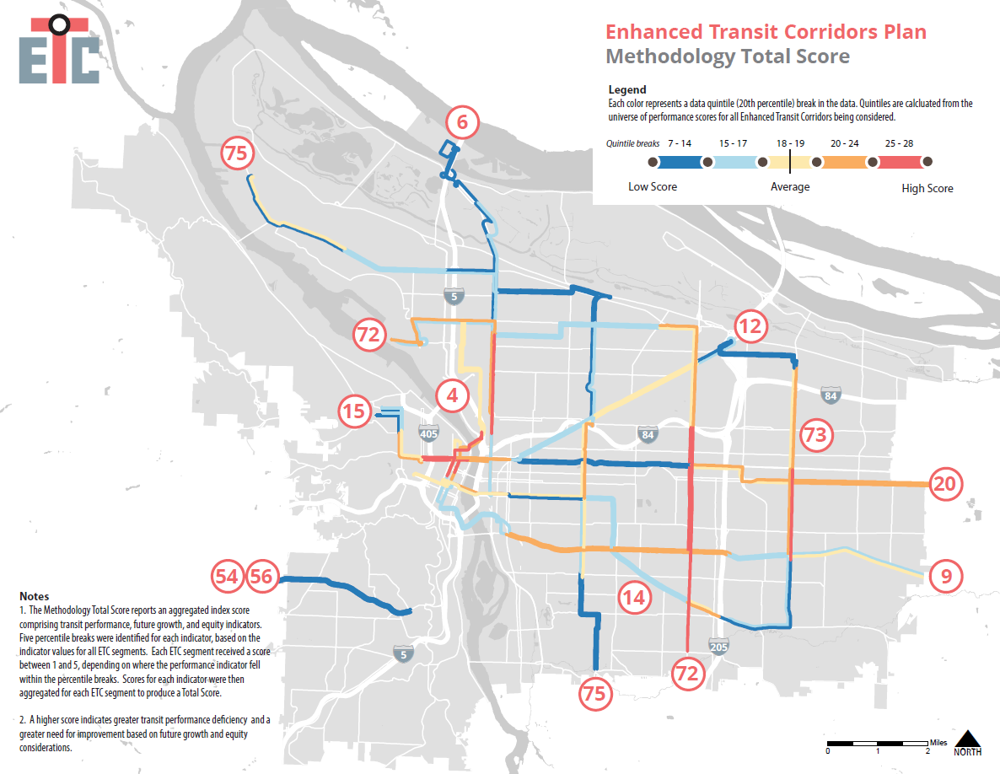 ETC
Enhanced Transit Corridors Plan
Methodology Total Score
Legend
Each color represents a data quintile (20th percentile) break in the data. Quintiles are calcluated from the
universe of performance scores for all Enhanced Transit Corridors being considered.
Quintile breaks 7 - 14 15 - 17 18 - 19 20 - 24 25 - 28
Low Score Average High Score
6
75
5
72
12
4
84
15
405
84
73
20
54 56
9
14
5
205
72
75
Notes
1. The Methodology Total Score reports an aggregated index score
comprising transit performance, future growth, and equity indicators.
Five percentile breaks were identified for each indicator, based on the
indicator values for all ETC segments. Each ETC segment received a score
between 1 and 5, depending on where the performance indicator fell
within the percentile breaks. Scores for each indicator were then
aggregated for each ETC segment to produce a Total Score.
2. A higher score indicates greater transit performance deficiency and a
greater need for improvement based on future growth and equity
considerations.
Miles
0 1 2
NORTH